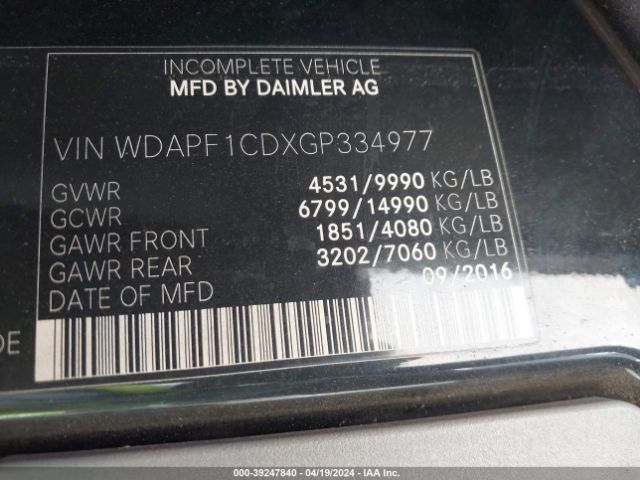 INCOMPLETE VEHICLE
MFD BY DAIMLER AG
VIN WDAPF1CDXGP334977
GVWR 4531/9990 KG/LB
GCWR 6799/14990 KG/LB
GAWR FRONT 1851/4080 KG/LB
GAWR REAR 3202/7060 KG/LB
DATE OF MFD 09/2016
DE
000-39247840 / 04/19/2024 - IAA Inc.